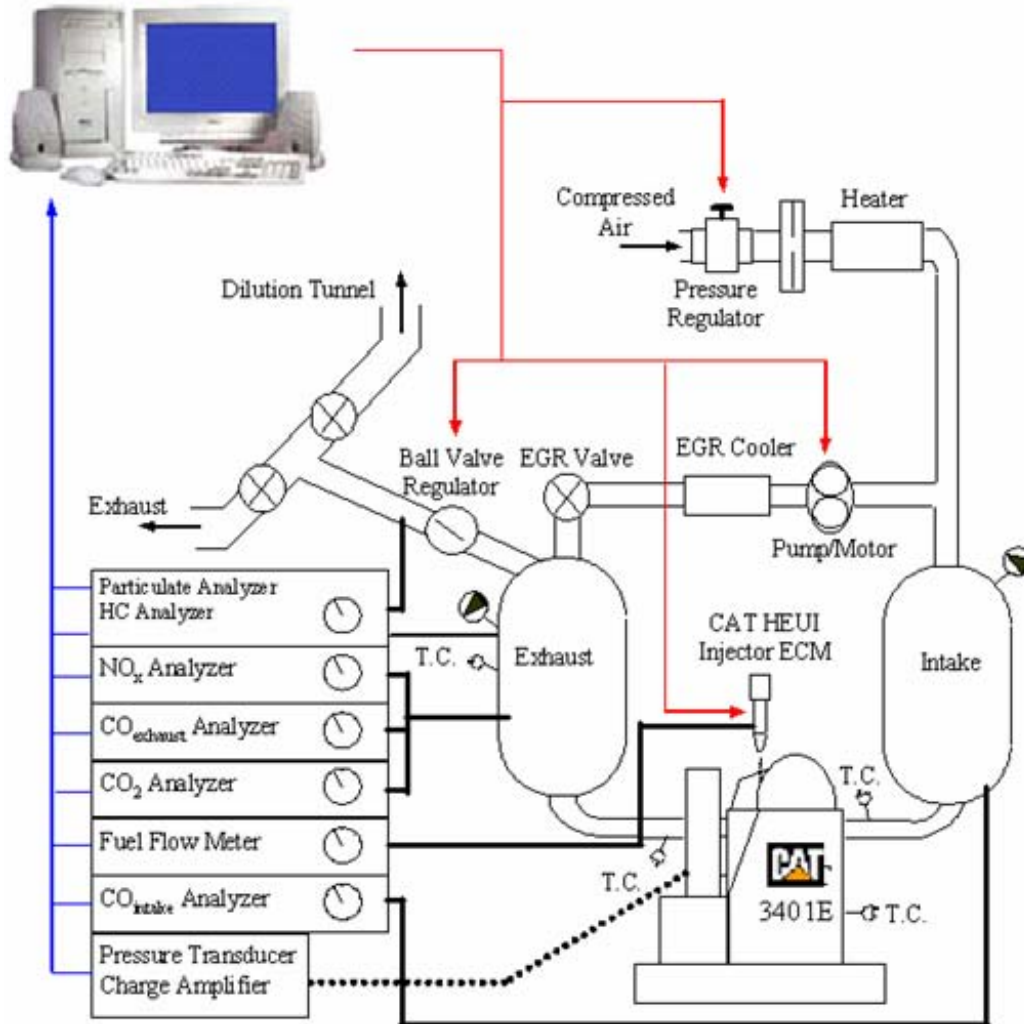 Compressed
Air
Heater
Pressure
Regulator
Dilution Tunnel
Ball Valve
Regulator
EGR Valve
EGR Cooler
Pump/Motor
Exhaust
Particulate Analyzer
HC Analyzer
NOx Analyzer
COexhaust Analyzer
CO2 Analyzer
Fuel Flow Meter
COintake Analyzer
Pressure Transducer
Charge Amplifier
T.C.
Exhaust
CAT HEUI
Injector ECM
Intake
T.C.
T.C.
CAT
3401E
T.C.